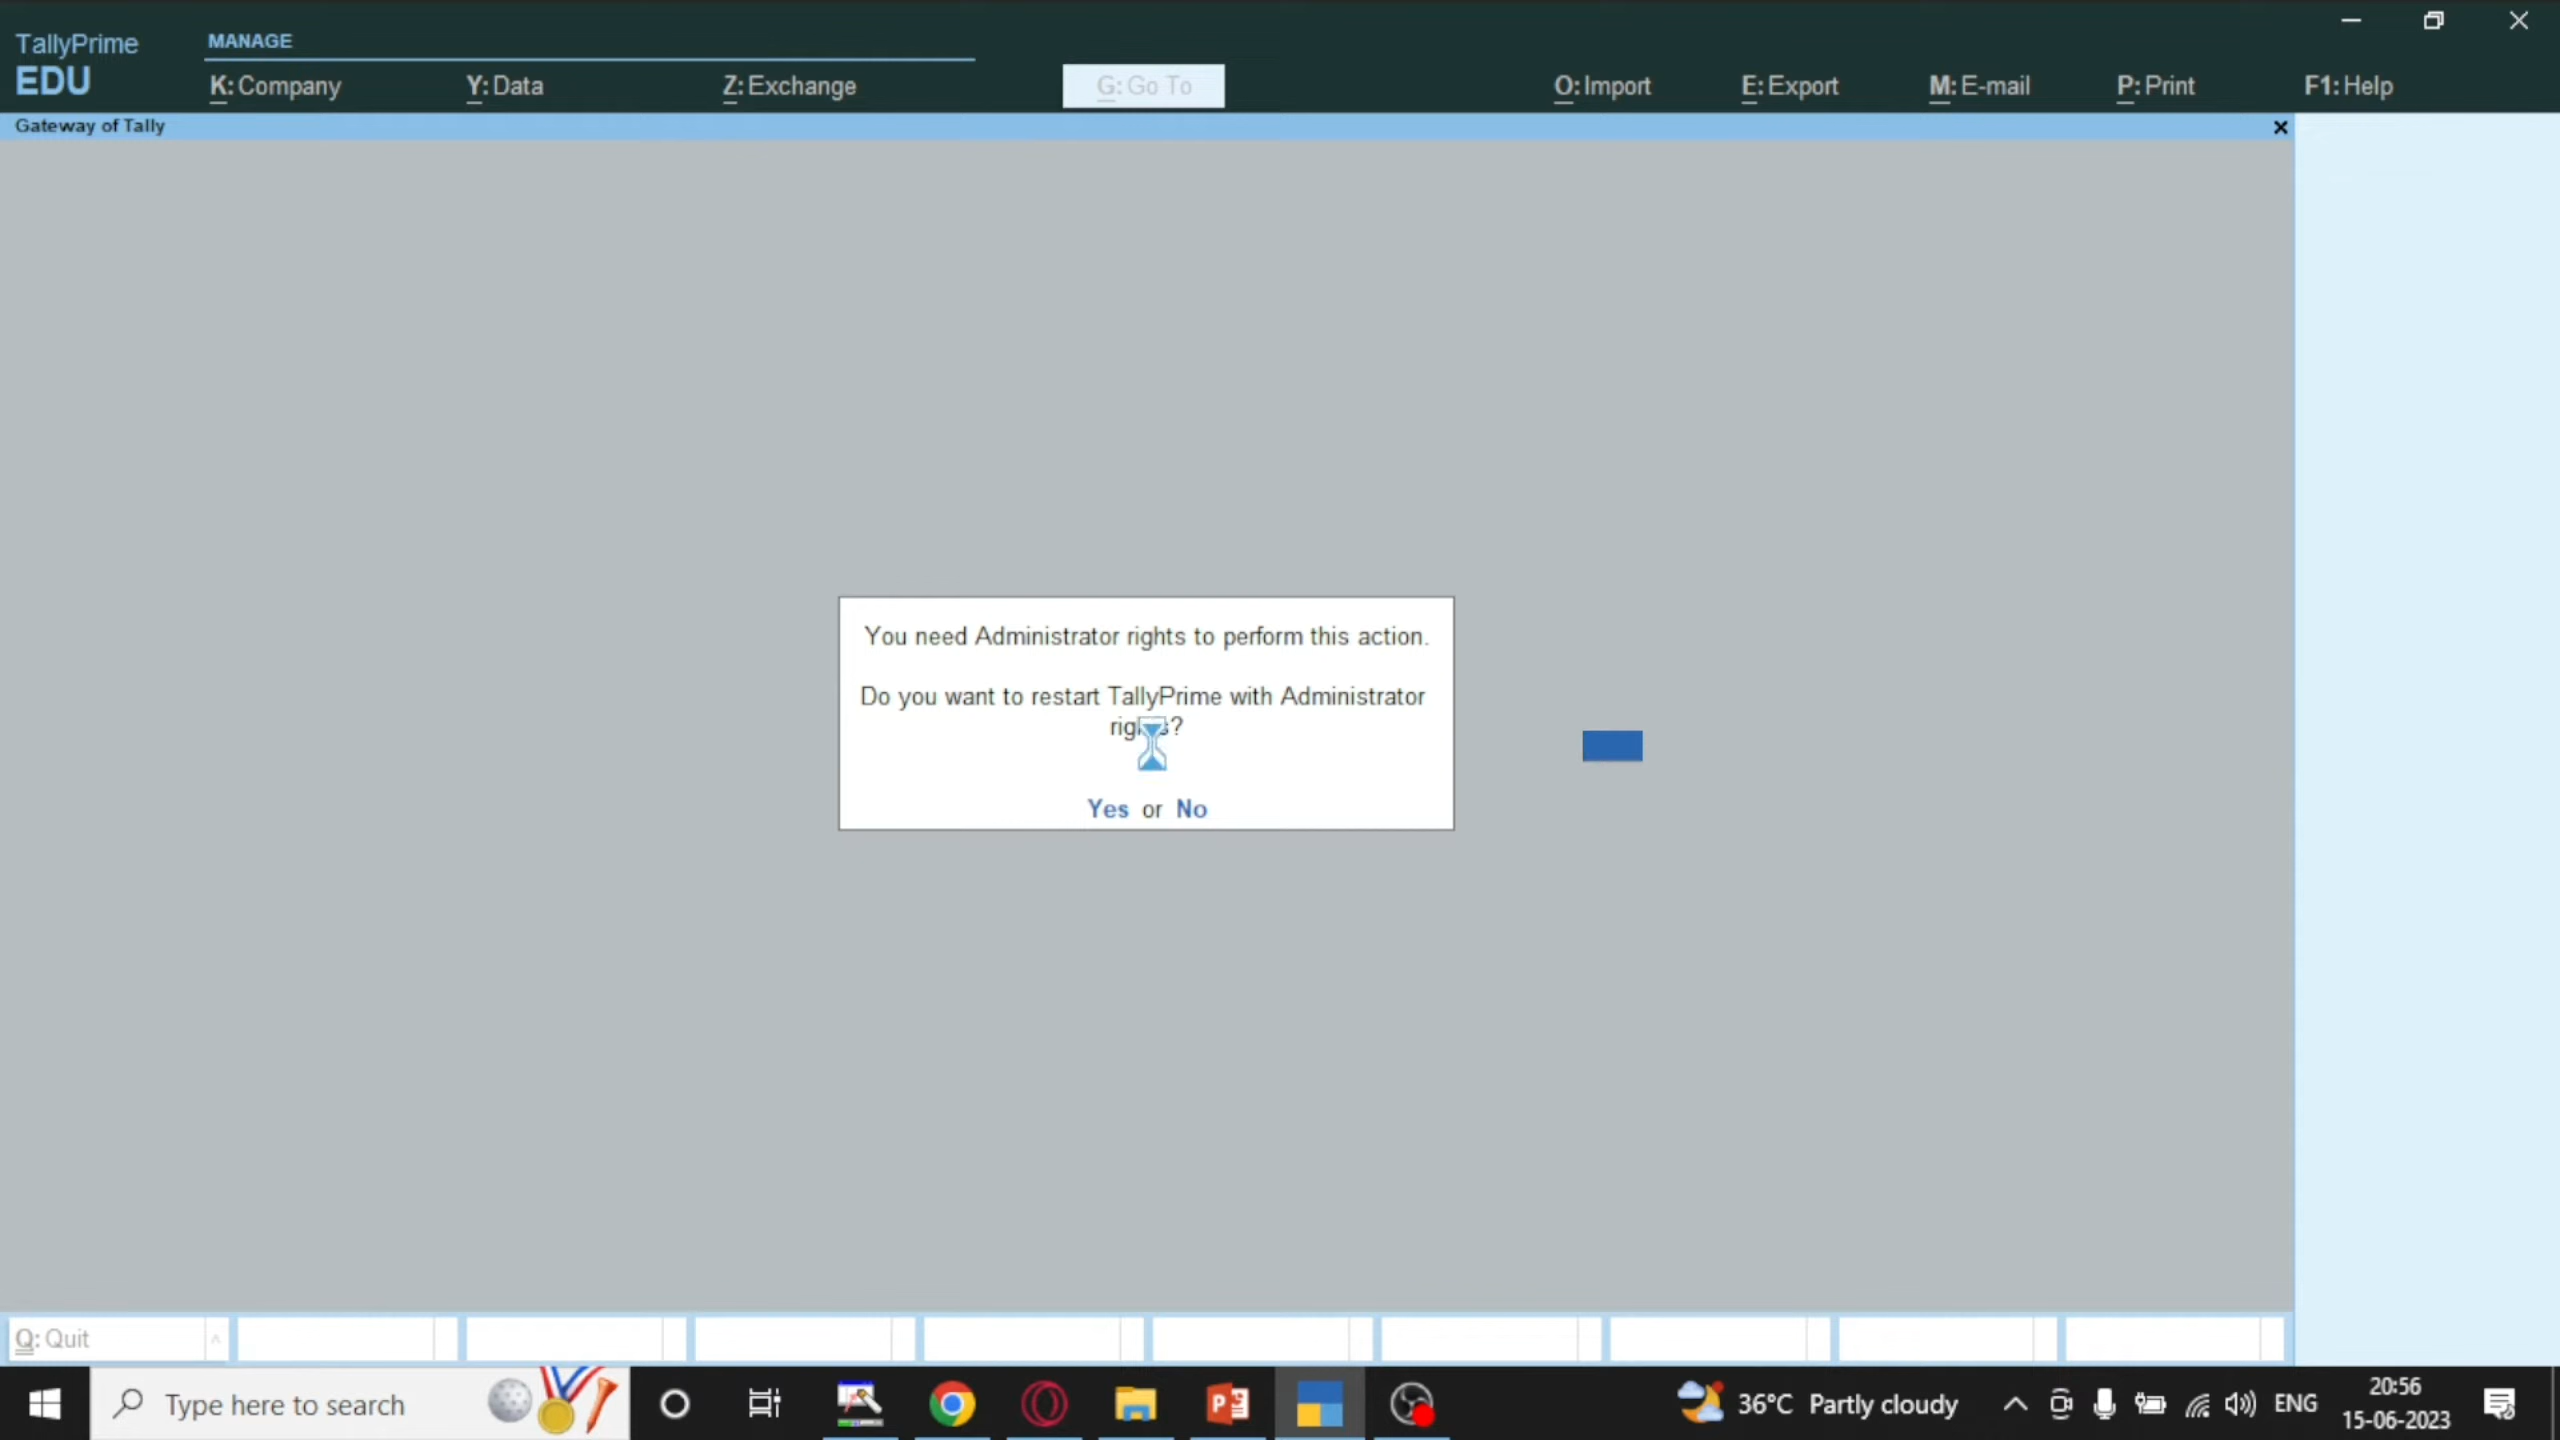 TallyPrime
EDU
MANAGE
K: Company
Y: Data
Z: Exchange
G: Go To
O: Import
E: Export
M: E-mail
P: Print
F1: Help
Gateway of Tally
You need Administrator rights to perform this action.
Do you want to restart TallyPrime with Administrator
Yes or No
Q: Quit
Type here to search
36°C Partly cloudy
ENG
20:56
15-06-2023